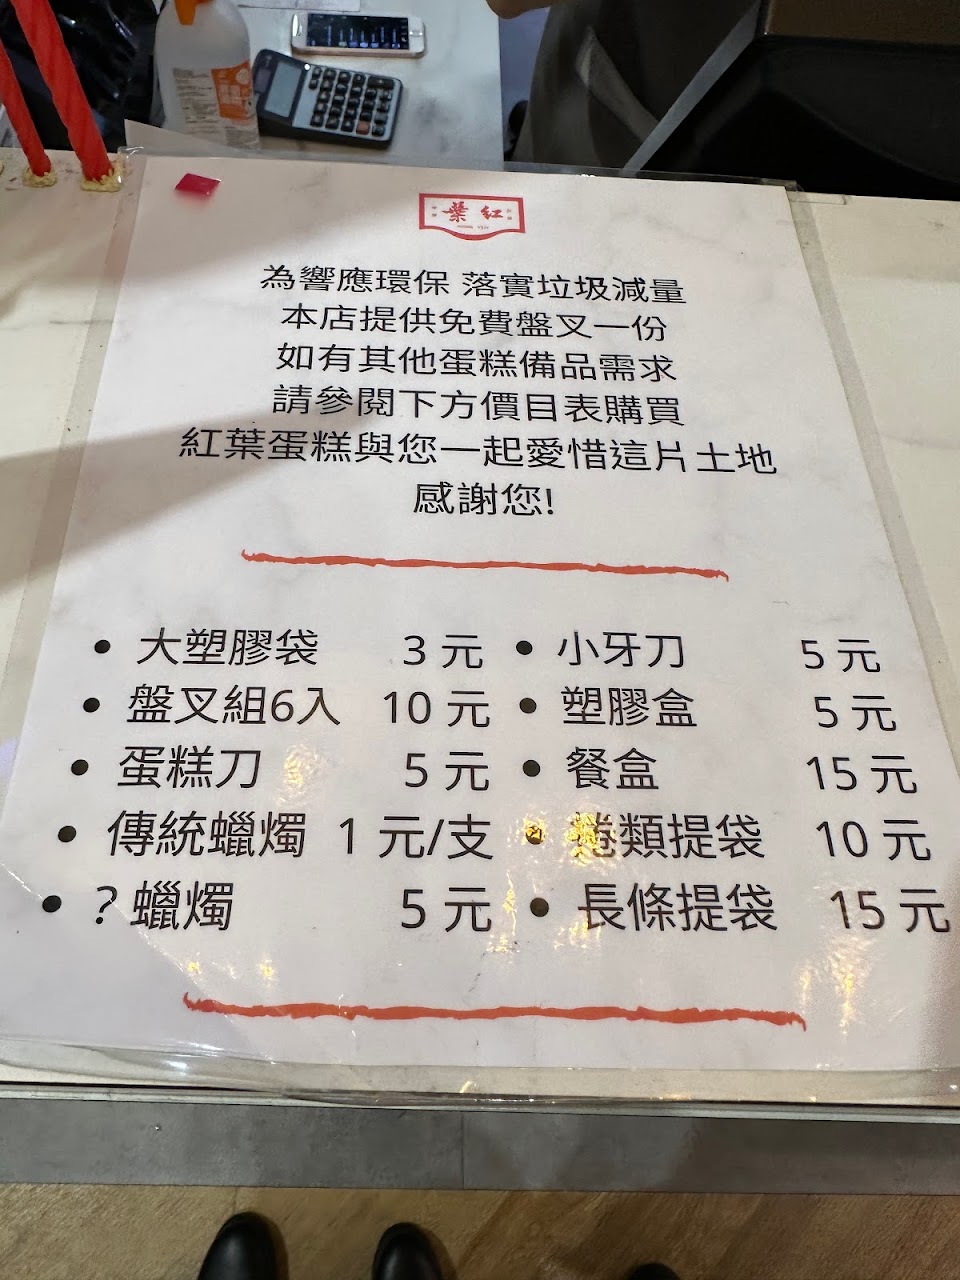 葉 紅
為響應環保 落實垃圾減量
本店提供免費盤叉一份
如有其他蛋糕備品需求
請參閱下方價目表購買
紅葉蛋糕與您一起愛惜這片土地
感謝您!
• 大塑膠袋 3 元 • 小牙刀 5 元
• 盤叉組6入 10 元 • 塑膠盒 5 元
• 蛋糕刀 5 元 • 餐盒 15 元
• 傳統蠟燭 1 元/支 • 捲類提袋 10 元
• ? 蠟燭 5 元 • 長條提袋 15 元